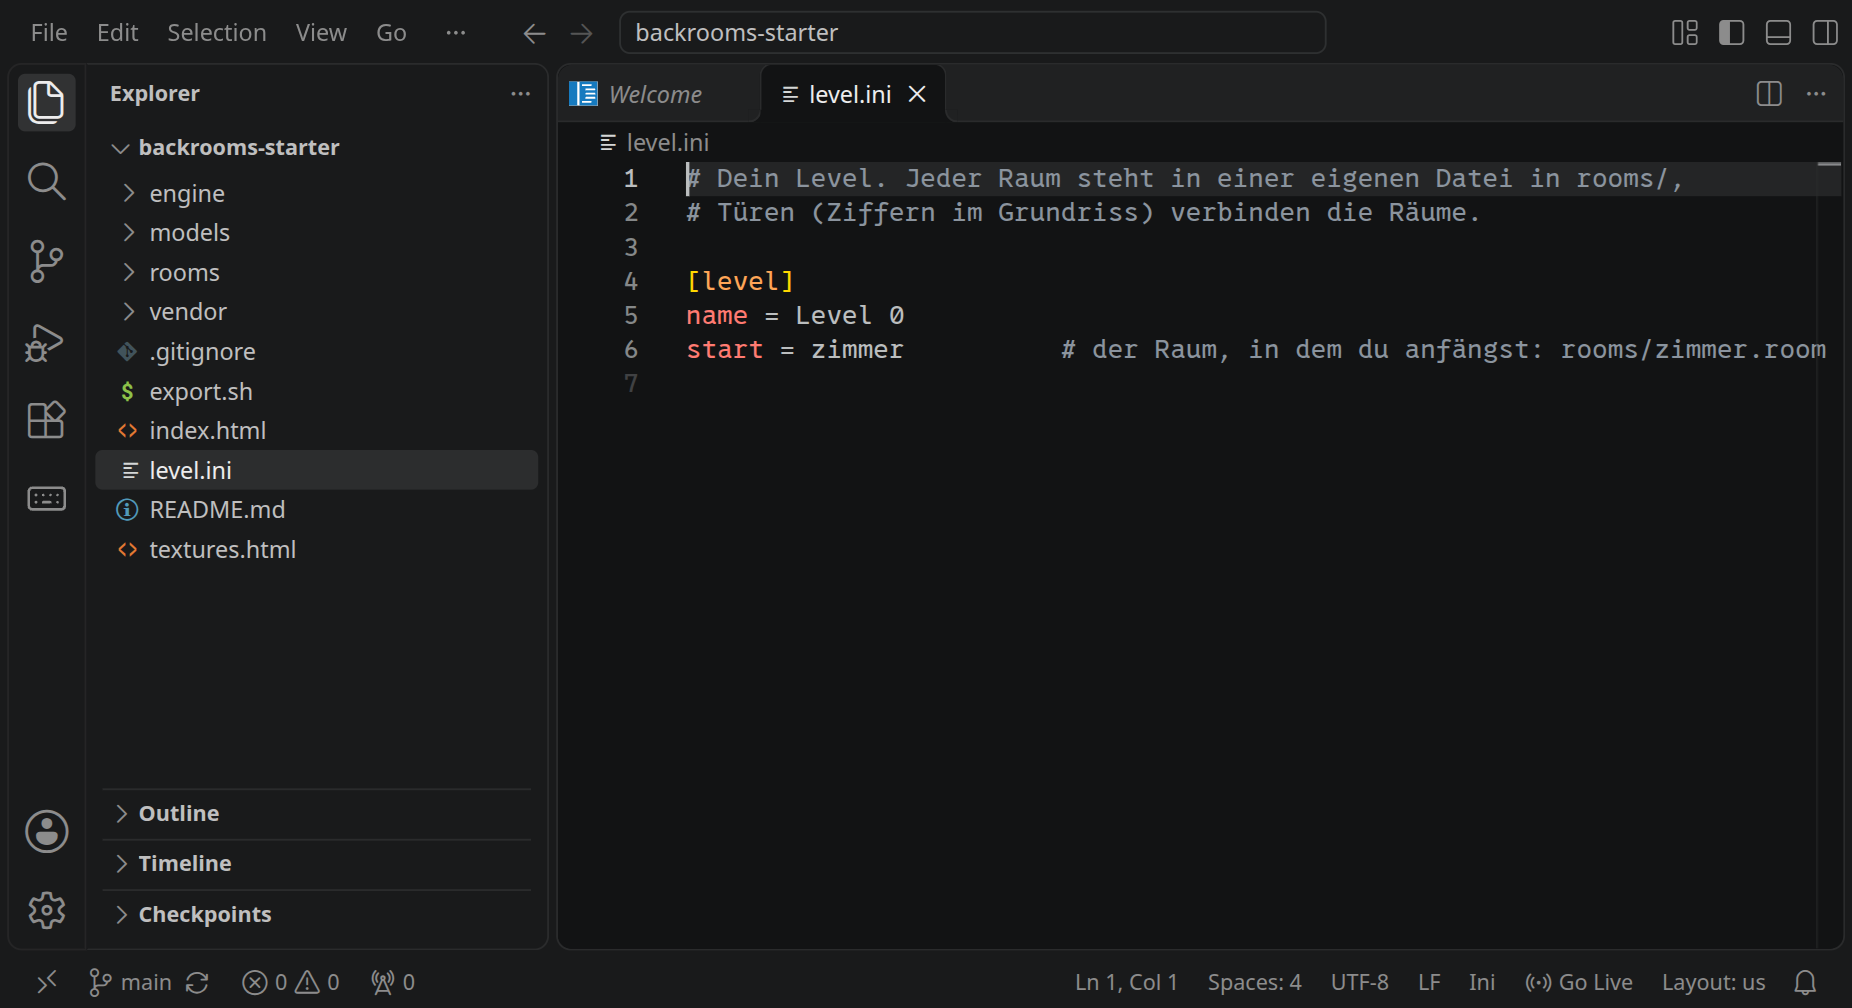 File Edit Selection View Go ···
backrooms-starter
Explorer ···
backrooms-starter
engine
models
rooms
vendor
.gitignore
$ export.sh
<> index.html
level.ini
README.md
<> textures.html
Outline
Timeline
Checkpoints
Welcome level.ini
level.ini
1 # Dein Level. Jeder Raum steht in einer eigenen Datei in rooms/,
2 # Türen (Ziffern im Grundriss) verbinden die Räume.
3
4 [level]
5 name = Level 0
6 start = zimmer # der Raum, in dem du anfängst: rooms/zimmer.room
7
main 0 0 0 Ln 1, Col 1 Spaces: 4 UTF-8 LF Ini Go Live Layout: us